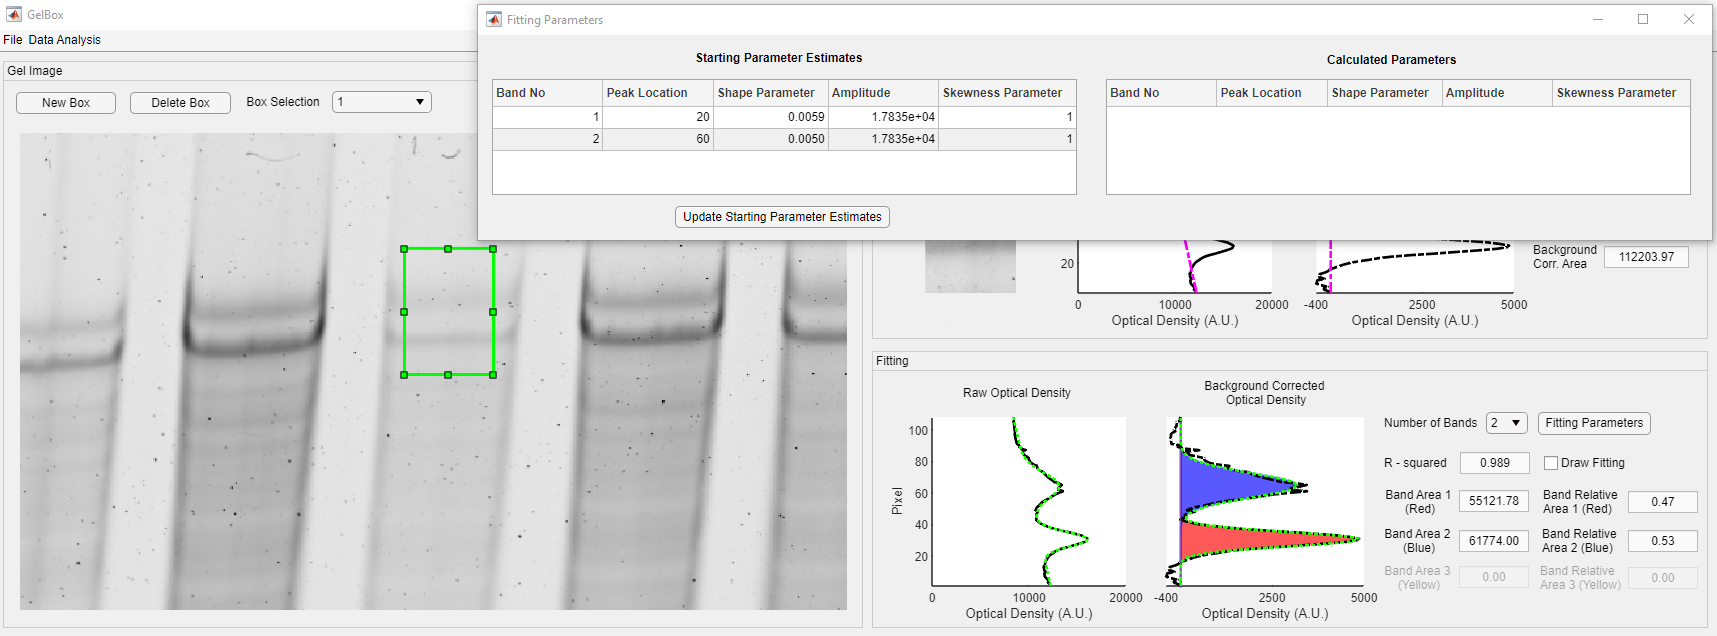 GelBox
File Data Analysis
Gel Image
New Box
Delete Box
Box Selection
1
Fitting Parameters
Starting Parameter Estimates
Band No Peak Location Shape Parameter Amplitude Skewness Parameter
1 20 0.0059 1.7835e+04 1
2 60 0.0050 1.7835e+04 1
Update Starting Parameter Estimates
Calculated Parameters
Band No Peak Location Shape Parameter Amplitude Skewness Parameter
20
0 10000 20000
Optical Density (A.U.)
-400 2500 5000
Optical Density (A.U.)
Background
Corr. Area
112203.97
Fitting
Raw Optical Density
100
80
60
40
20
Pixel
0 10000 20000
Optical Density (A.U.)
Background Corrected
Optical Density
-400 2500 5000
Optical Density (A.U.)
Number of Bands 2 Fitting Parameters
R - squared 0.989 Draw Fitting
Band Area 1
(Red)
55121.78
Band Relative
Area 1 (Red)
0.47
Band Area 2
(Blue)
61774.00
Band Relative
Area 2 (Blue)
0.53
Band Area 3
(Yellow)
0.00
Band Relative
Area 3 (Yellow)
0.00